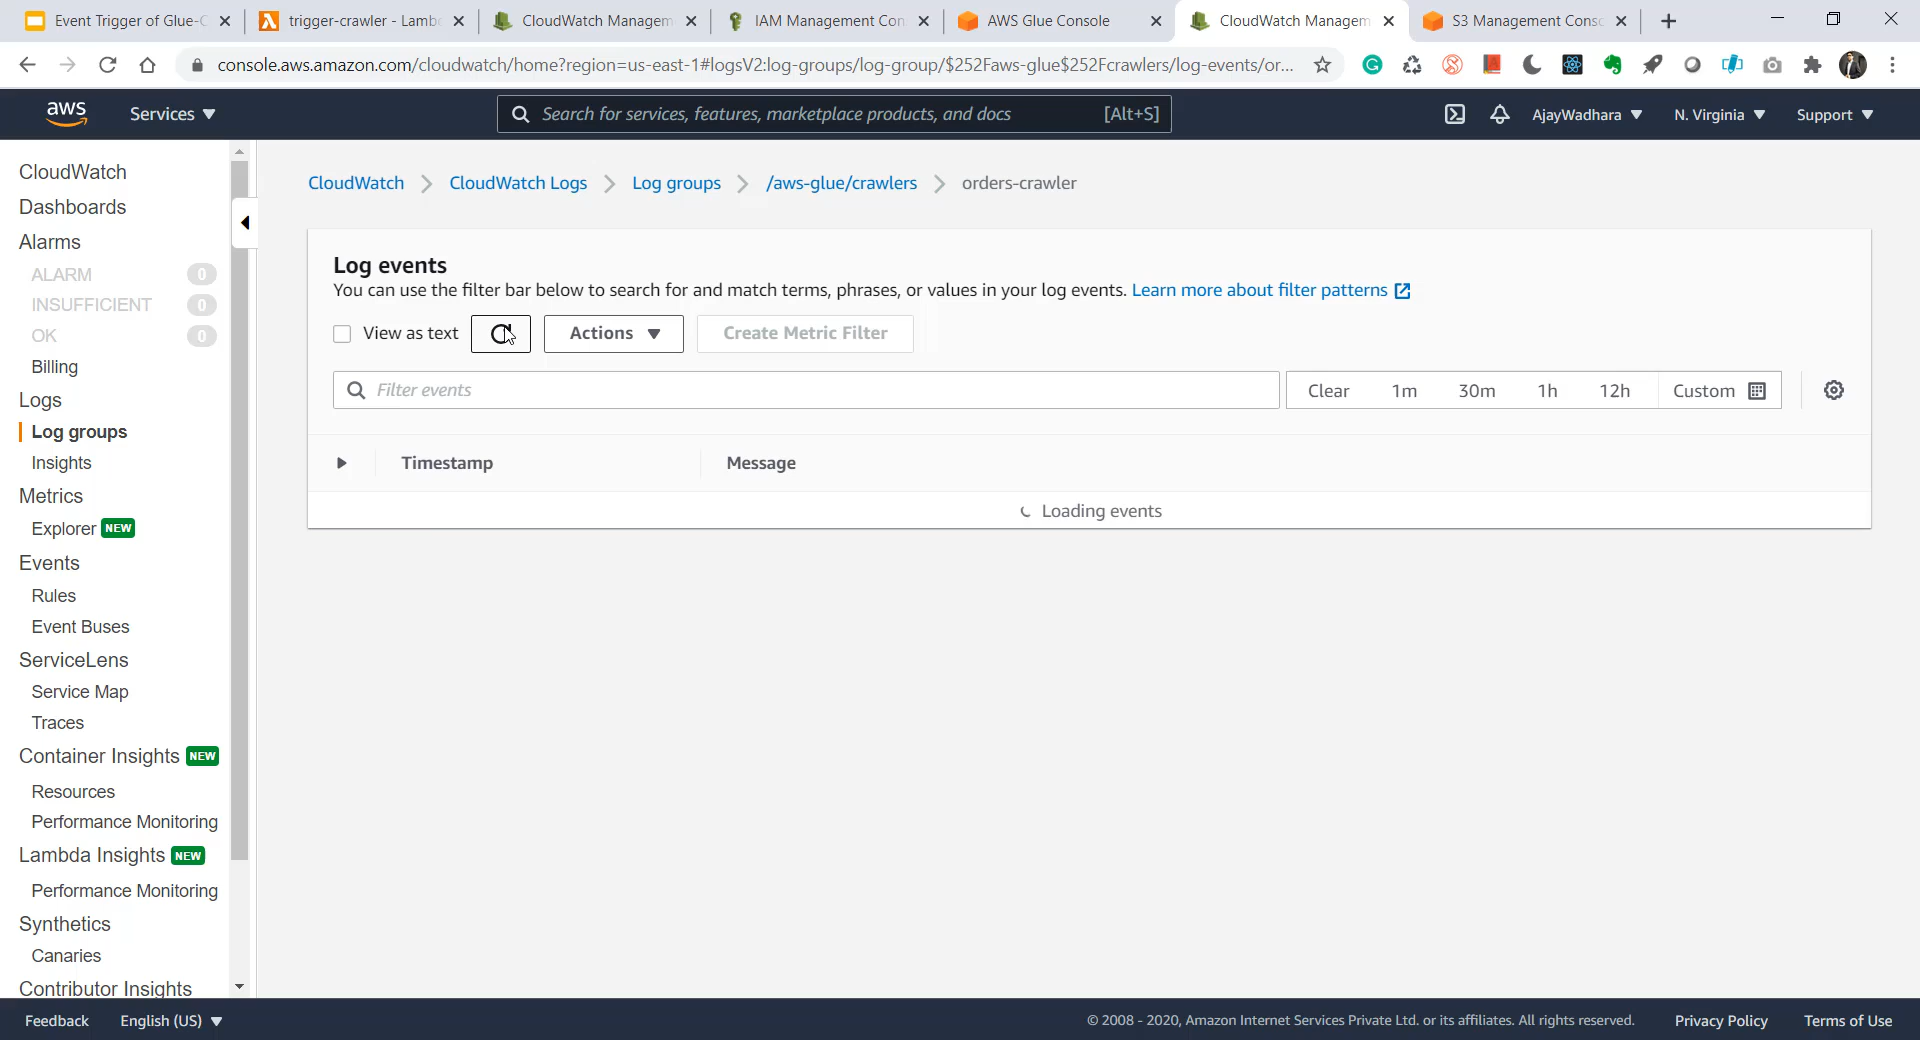 Event Trigger of Glue-C
trigger-crawler - Lamb
CloudWatch Managem
IAM Management Con
AWS Glue Console
CloudWatch Managem
S3 Management Conso
console.aws.amazon.com/cloudwatch/home?region=us-east-1#logsV2:log-groups/log-group/$252Faws-glue$252Fcrawlers/log-events/or...
aws
Services
Search for services, features, marketplace products, and docs [Alt+S]
AjayWadhara
N. Virginia
Support
CloudWatch
Dashboards
Alarms
ALARM 0
INSUFFICIENT 0
OK 0
Billing
Logs
Log groups
Insights
Metrics
Explorer NEW
Events
Rules
Event Buses
ServiceLens
Service Map
Traces
Container Insights NEW
Resources
Performance Monitoring
Lambda Insights NEW
Performance Monitoring
Synthetics
Canaries
Contributor Insights
CloudWatch > CloudWatch Logs > Log groups > /aws-glue/crawlers > orders-crawler
Log events
You can use the filter bar below to search for and match terms, phrases, or values in your log events. Learn more about filter patterns
View as text
Actions
Create Metric Filter
Filter events
Clear 1m 30m 1h 12h Custom
Timestamp Message
Loading events
Feedback
English (US)
© 2008 - 2020, Amazon Internet Services Private Ltd. or its affiliates. All rights reserved.
Privacy Policy
Terms of Use